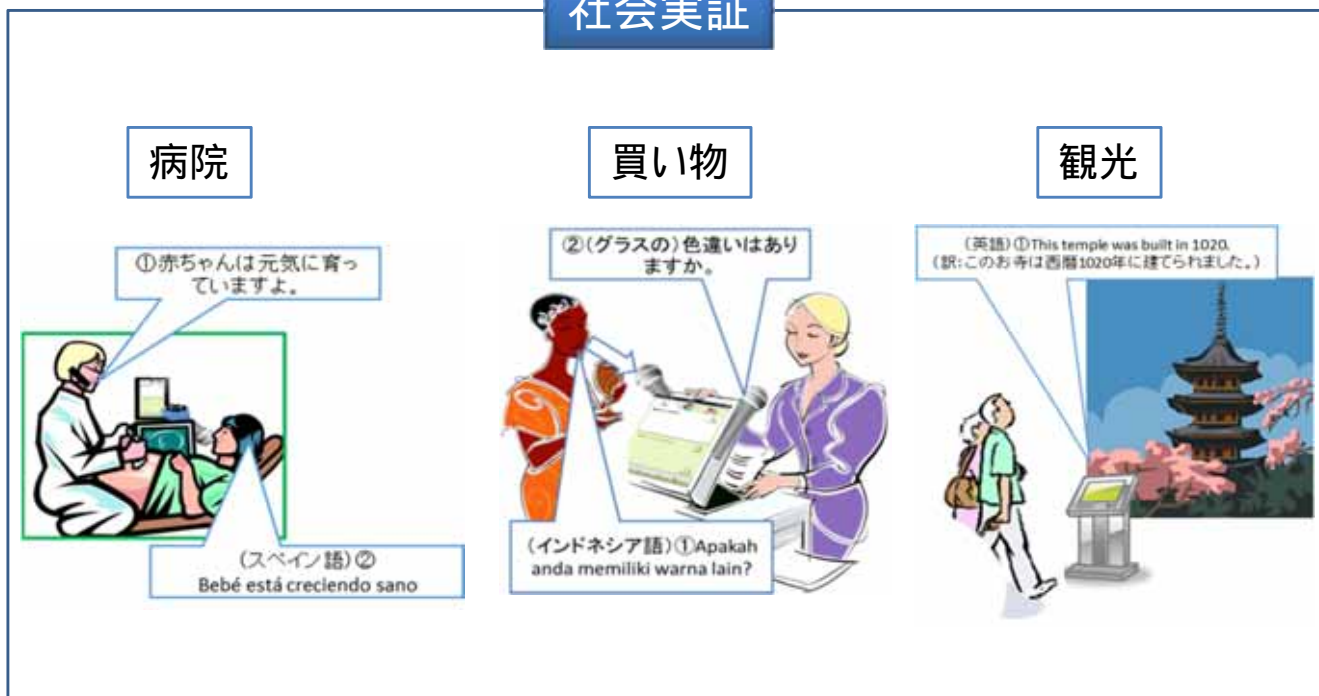 社会実証
病院
①赤ちゃんは元気に育っ
ていますよ。
(スペイン語)②
Bebé está creciendo sano
買い物
②(グラスの)色違いはあり
ますか。
(インドネシア語)①Apakah
anda memiliki warna lain?
観光
(英語)①This temple was built in 1020.
(訳:このお寺は西暦1020年に建てられました。)